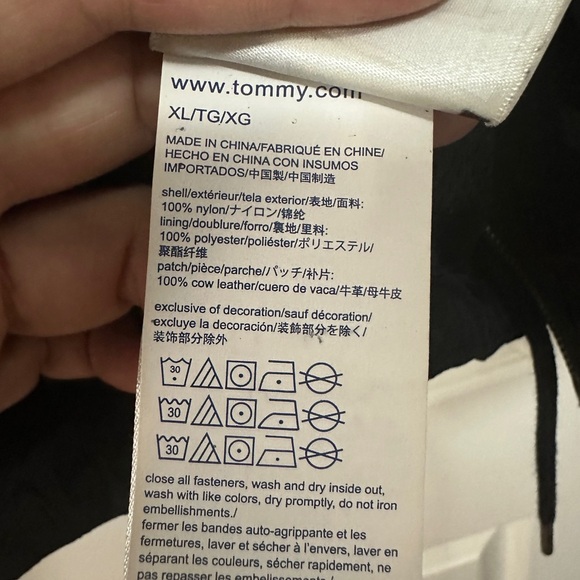 www.tommy.com
XL/TG/XG
MADE IN CHINA/FABRIQUÉ EN CHINE/
HECHO EN CHINA CON INSUMOS
IMPORTADOS/中国製/中国制造
shell/extérieur/tela exterior/表地/面料:
100% nylon/ナイロン/锦纶
lining/doublure/forro/裏地/里料:
100% polyester/poliéster/ポリエステル/
聚酯纤维
patch/pièce/parche/パッチ/补片:
100% cow leather/cuero de vaca/牛革/母牛皮
exclusive of decoration/sauf décoration/
excluye la decoración/装飾部分を除く/
装饰部分除外
30
30
30
close all fasteners, wash and dry inside out,
wash with like colors, dry promptly, do not iron
embellishments./
fermer les bandes auto-agrippante et les
fermetures, laver et sécher à l'envers, laver en
séparant les couleurs, sécher rapidement, ne
pas repasser les embellissements./